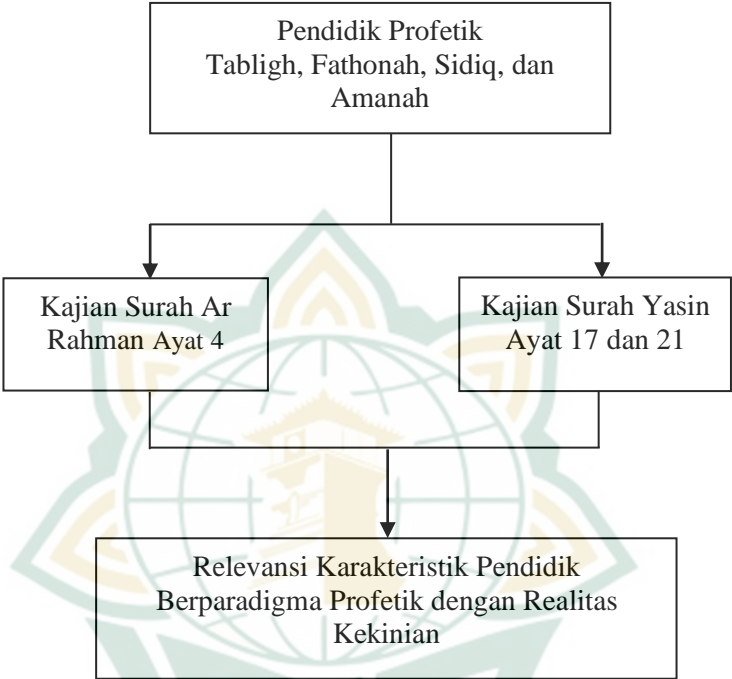 Pendidik Profetik
Tabligh, Fathonah, Sidiq, dan
Amanah
Kajian Surah Ar
Rahman Ayat 4
Kajian Surah Yasin
Ayat 17 dan 21
Relevansi Karakteristik Pendidik
Berparadigma Profetik dengan Realitas
Kekinian